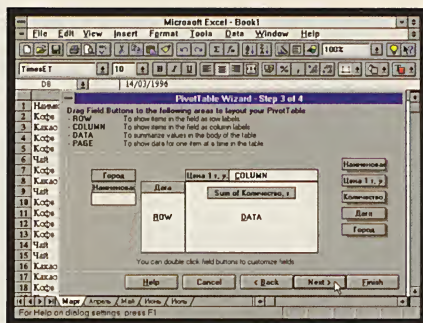 Microsoft Excel - Book1
File Edit View Insert Format Tools Data Window Help
100%
TimesET 10 B I U
D8 14/03/1996
PivotTable Wizard - Step 3 of 4
Drag Field Buttons to the following areas to layout your PivotTable
- ROW To show items in the field as row labels
- COLUMN To show items in the field as column labels
- DATA To summarize values in the body of the table
- PAGE To show data for one item at a time in the table
Город Цена 1 т, р. COLUMN
Наименован Дата Sum of Количество, т
ROW DATA
Наименован
Цена 1 т, р.
Количество,
Дата
Город
You can double click field buttons to customize fields
Help Cancel < Back Next > Finish
1 Наиме
2 Кофе
3 Какао
4 Кофе
5 Кофе
6 Чай
7 Кофе
8 Какао
9 Чай
10 Кофе
11 Кофе
12 Кофе
13 Кофе
14 Чай
15 Чай
16 Какао
17 Какао
18 Кофе
Март Апрель Май Июнь Июль
For Help on dialog settings, press F1